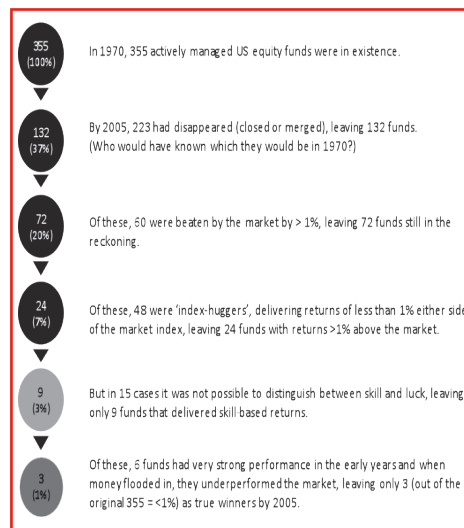 355
(100%)
In 1970, 355 actively managed US equity funds were in existence.
132
(37%)
By 2005, 223 had disappeared (closed or merged), leaving 132 funds.
(Who would have known which they would be in 1970?)
72
(20%)
Of these, 60 were beaten by the market by > 1%, leaving 72 funds still in the
reckoning.
24
(7%)
Of these, 48 were ‘index-huggers’, delivering returns of less than 1% either side
of the market index, leaving 24 funds with returns >1% above the market.
9
(3%)
But in 15 cases it was not possible to distinguish between skill and luck, leaving
only 9 funds that delivered skill-based returns.
3
(1%)
Of these, 6 funds had very strong performance in the early years and when
money flooded in, they underperformed the market, leaving only 3 (out of the
original 355 = <1%) as true winners by 2005.